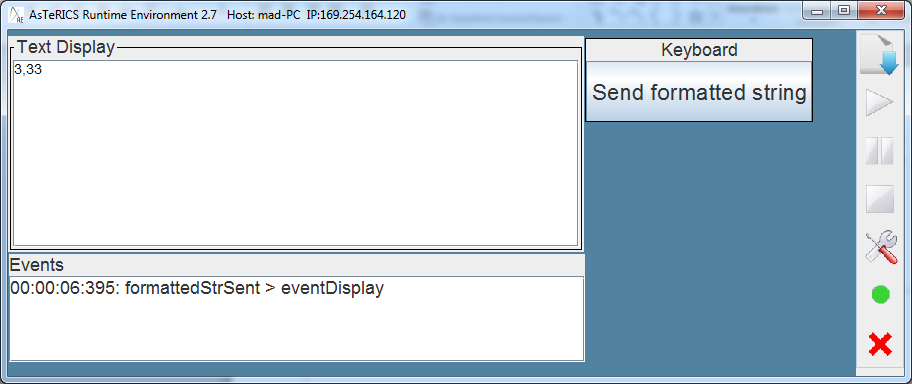 AsTeRICS Runtime Environment 2.7 Host: mad-PC IP:169.254.164.120
Text Display
3,33
Keyboard
Send formatted string
Events
00:00:06:395: formattedStrSent > eventDisplay